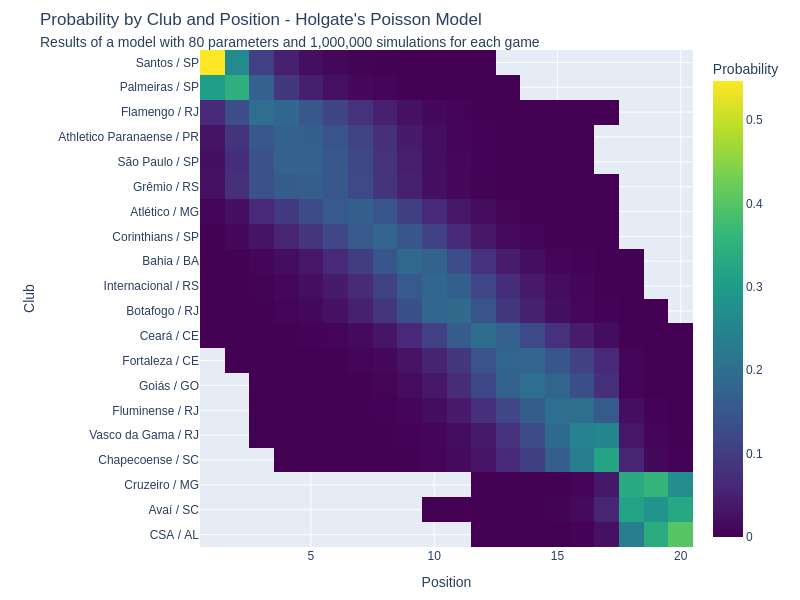 Probability by Club and Position - Holgate's Poisson Model
Results of a model with 80 parameters and 1,000,000 simulations for each game
Probability
Santos / SP
Palmeiras / SP
Flamengo / RJ
Athletico Paranaense / PR
São Paulo / SP
Grêmio / RS
Atlético / MG
Corinthians / SP
Bahia / BA
Internacional / RS
Botafogo / RJ
Ceará / CE
Fortaleza / CE
Goiás / GO
Fluminense / RJ
Vasco da Gama / RJ
Chapecoense / SC
Cruzeiro / MG
Avaí / SC
CSA / AL
Club
5
10
15
20
Position
0.5
0.4
0.3
0.2
0.1
0